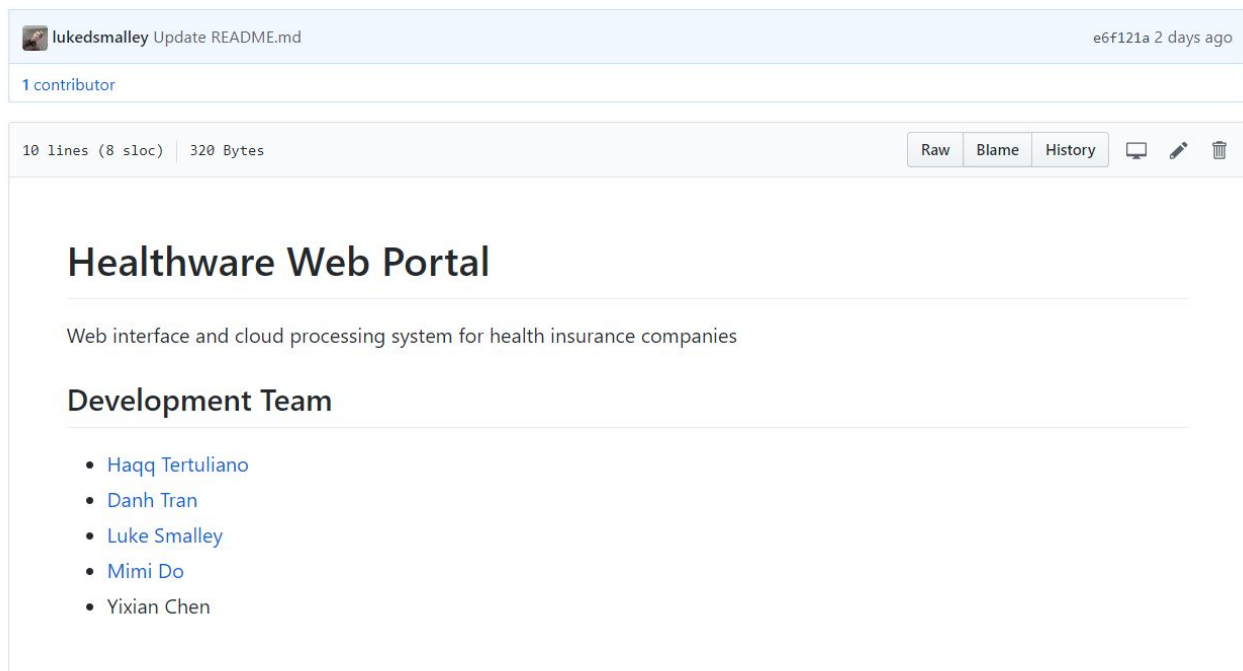 lukedsmalley Update README.md e6f121a 2 days ago
1 contributor
10 lines (8 sloc) 320 Bytes Raw Blame History
Healthware Web Portal
Web interface and cloud processing system for health insurance companies
Development Team
Haqq Tertuliano
Danh Tran
Luke Smalley
Mimi Do
Yixian Chen